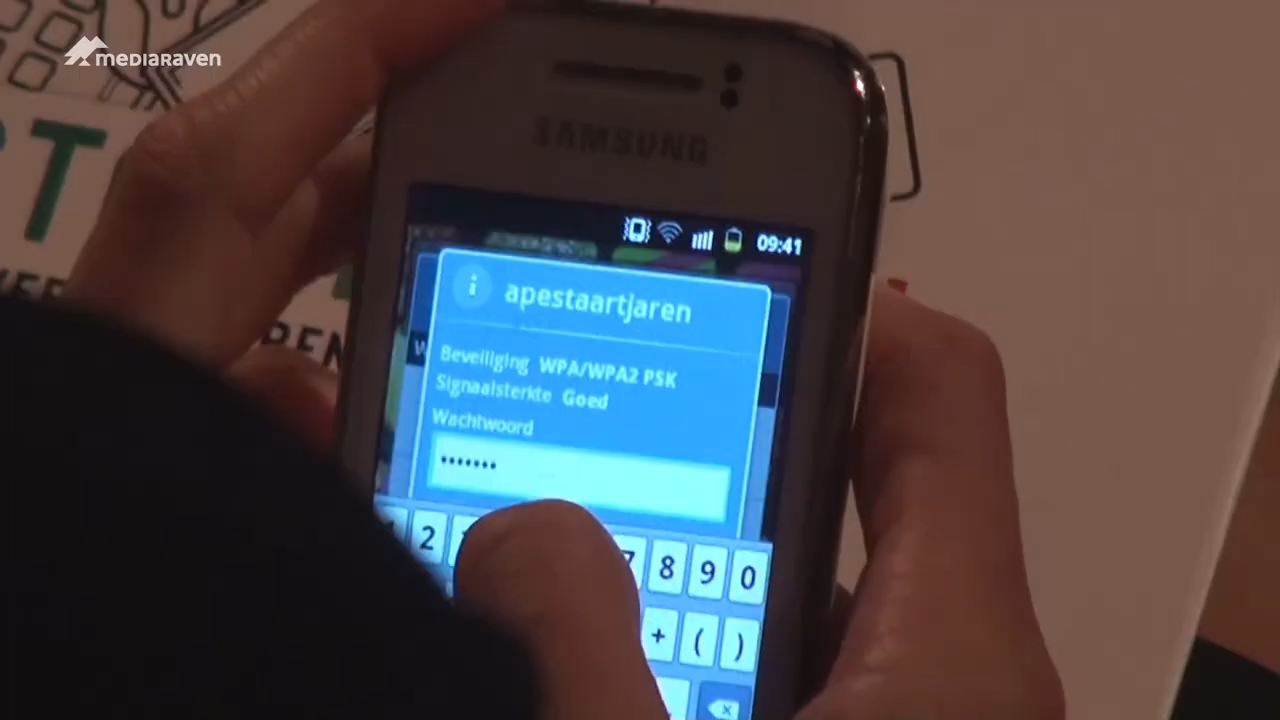 mediaraven
SAMSUNG
09:41
i apestaartjaren
Beveiliging WPA/WPA2 PSK
Signaalsterkte Goed
Wachtwoord
•••••••
2 7 8 9 0
+ ( )